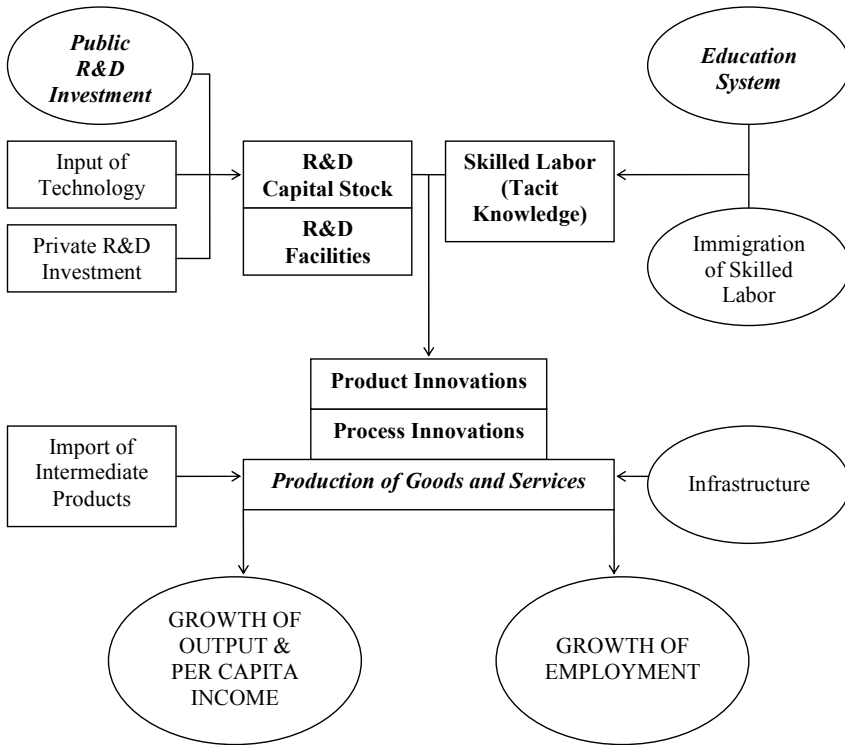 Public
R&D
Investment
Education
System
Input of
Technology
R&D
Capital Stock
Skilled Labor
(Tacit
Knowledge)
R&D
Facilities
Private R&D
Investment
Immigration
of Skilled
Labor
Product Innovations
Process Innovations
Import of
Intermediate
Products
Production of Goods and Services
Infrastructure
GROWTH OF
OUTPUT &
PER CAPITA
INCOME
GROWTH OF
EMPLOYMENT